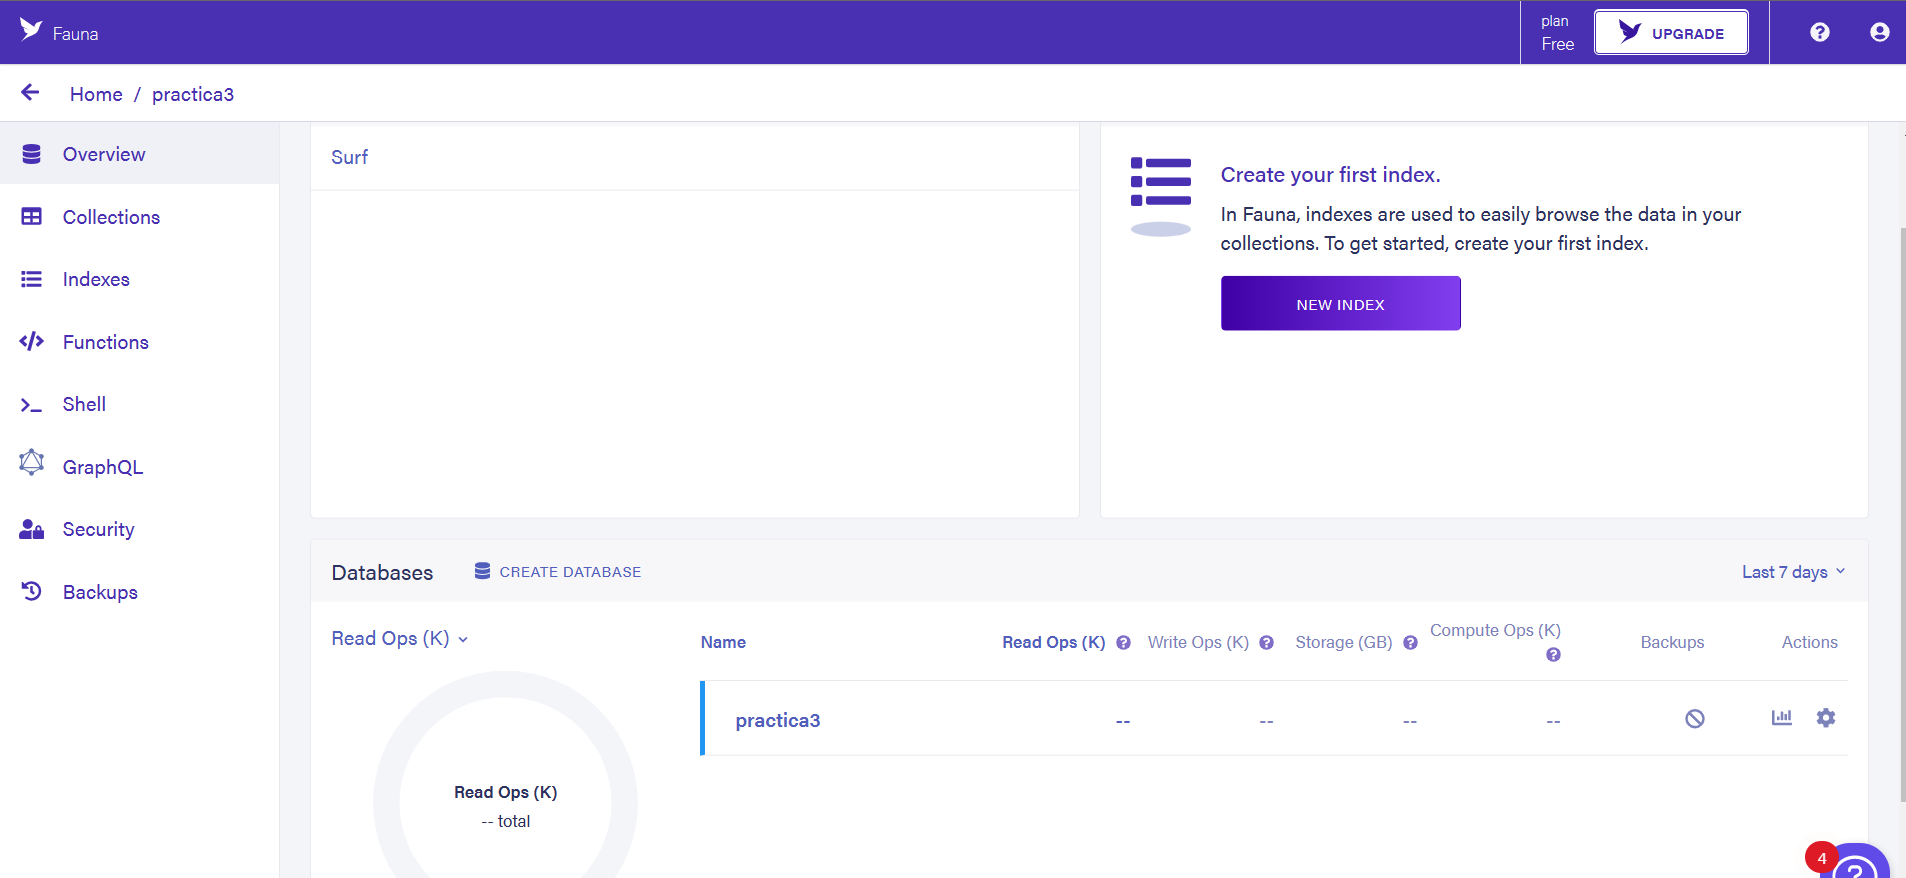 Fauna
plan
Free
UPGRADE
Home / practica3
Overview
Collections
Indexes
Functions
Shell
GraphQL
Security
Backups
Surf
Create your first index.
In Fauna, indexes are used to easily browse the data in your
collections. To get started, create your first index.
NEW INDEX
Databases
CREATE DATABASE
Last 7 days
Read Ops (K)
Read Ops (K)
-- total
Name Read Ops (K) Write Ops (K) Storage (GB) Compute Ops (K) Backups Actions
practica3 -- -- -- --
4